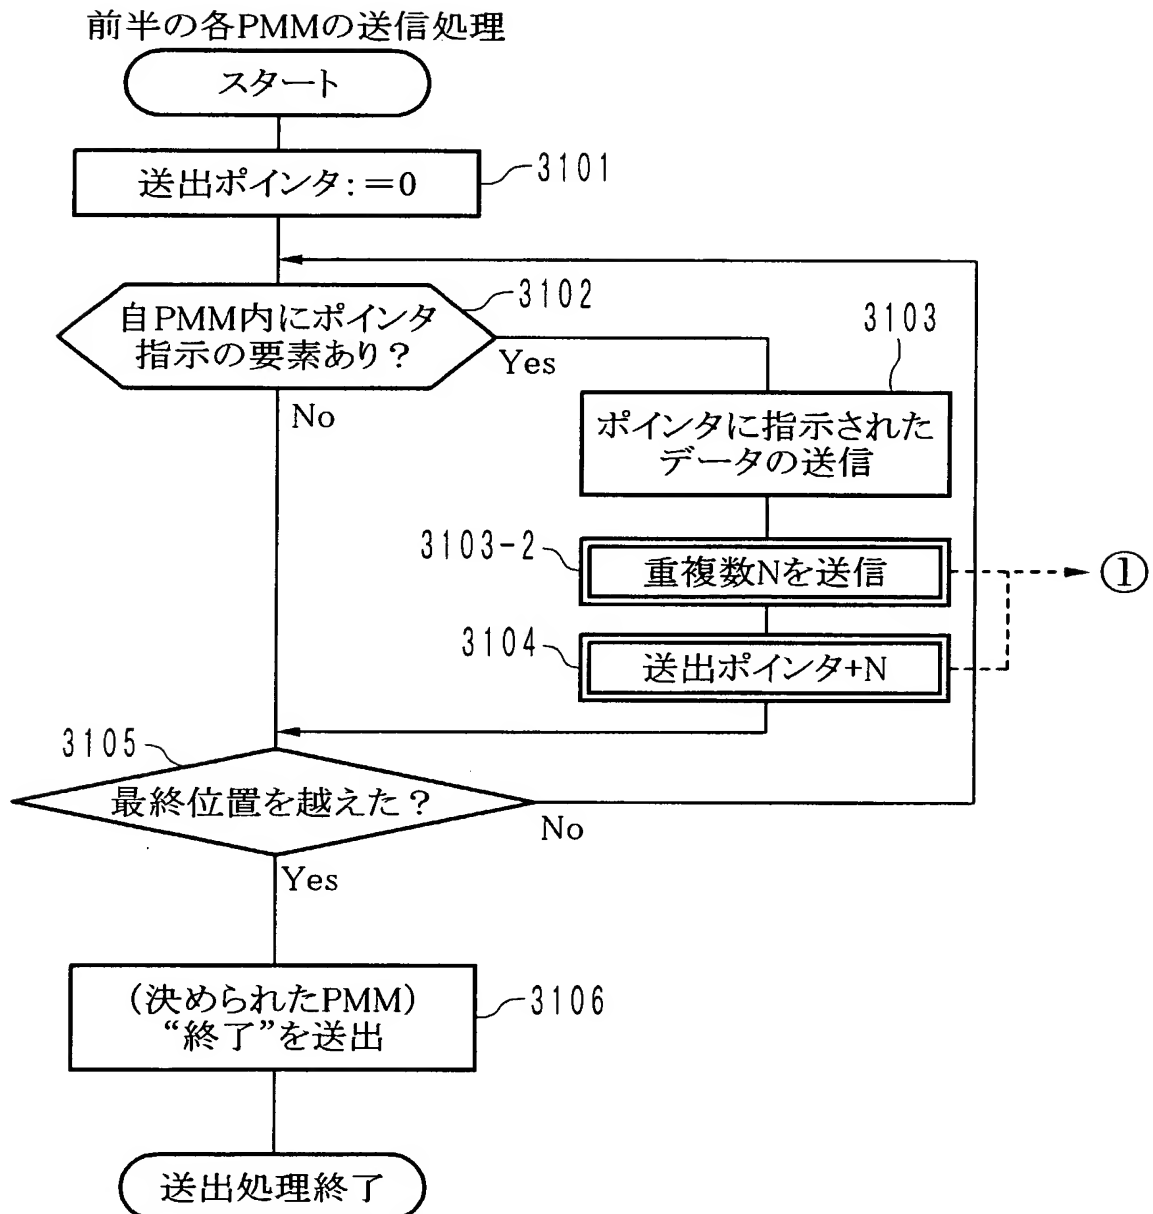 前半の各PMMの送信処理
スタート
送出ポインタ:=0
3101
自PMM内にポインタ
指示の要素あり?
3102
Yes
No
3103
ポインタに指示された
データの送信
3103-2
重複数Nを送信
①
3104
送出ポインタ+N
3105
最終位置を越えた?
No
Yes
(決められたPMM)
“終了”を送出
3106
送出処理終了